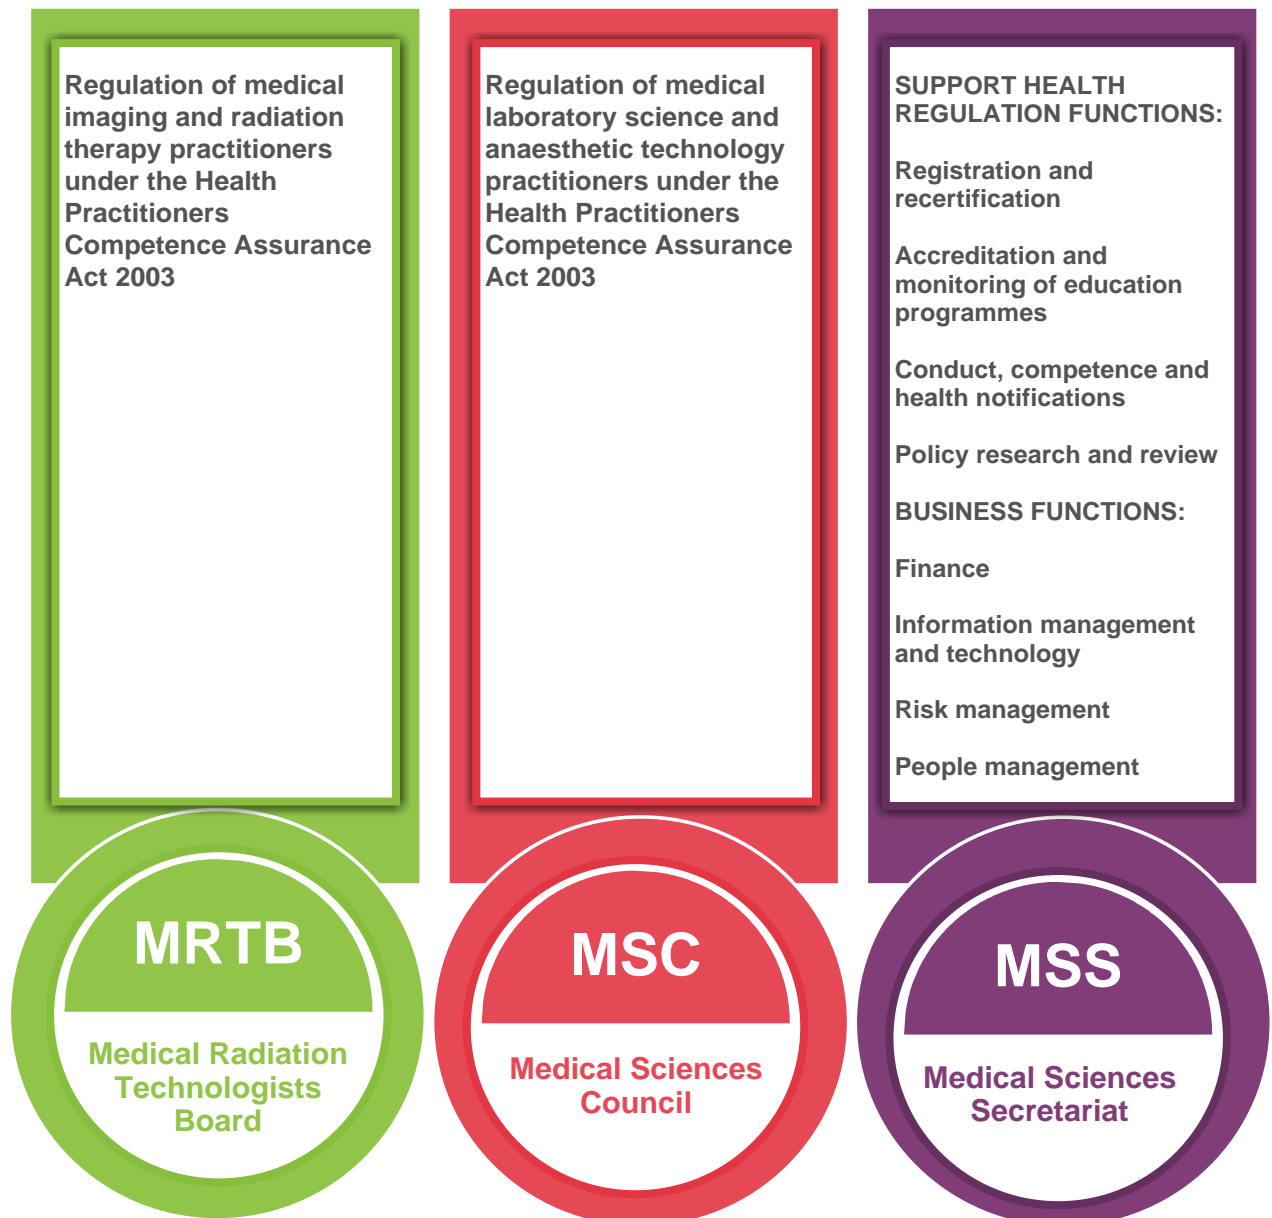 Regulation of medical
imaging and radiation
therapy practitioners
under the Health
Practitioners
Competence Assurance
Act 2003
MRTB
Medical Radiation
Technologists
Board
Regulation of medical
laboratory science and
anaesthetic technology
practitioners under the
Health Practitioners
Competence Assurance
Act 2003
MSC
Medical Sciences
Council
SUPPORT HEALTH
REGULATION FUNCTIONS:
Registration and
recertification
Accreditation and
monitoring of education
programmes
Conduct, competence and
health notifications
Policy research and review
BUSINESS FUNCTIONS:
Finance
Information management
and technology
Risk management
People management
MSS
Medical Sciences
Secretariat